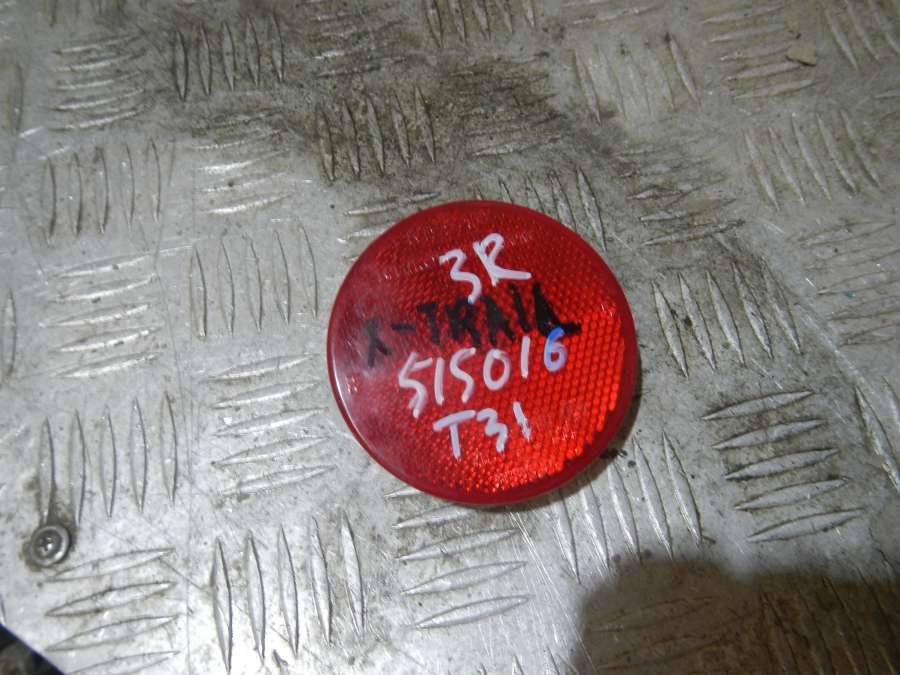 3R
X-TRAIL
515016
T31